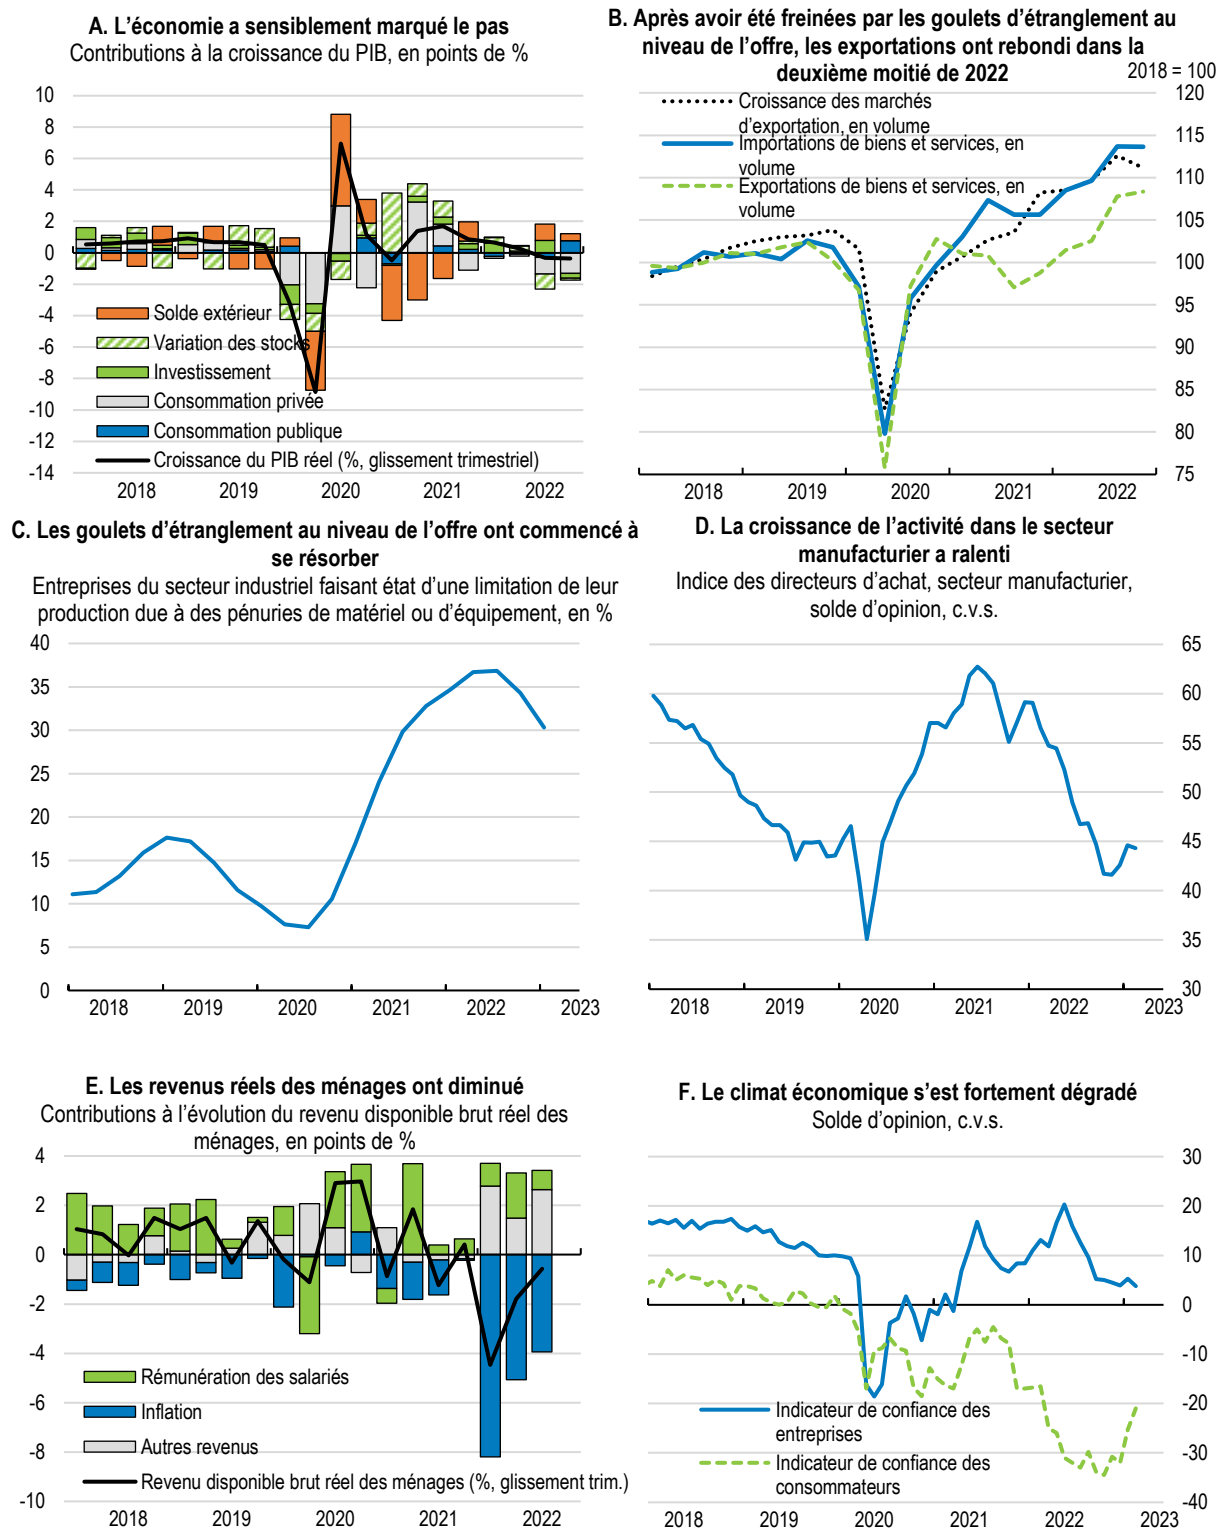 A. L’économie a sensiblement marqué le pas
Contributions à la croissance du PIB, en points de %
10
8
6
4
2
0
-2
-4
-6
-8
-10
-12
-14
Solde extérieur
Variation des stocks
Investissement
Consommation privée
Consommation publique
Croissance du PIB réel (%, glissement trimestriel)
2018 2019 2020 2021 2022
B. Après avoir été freinées par les goulets d’étranglement au
niveau de l’offre, les exportations ont rebondi dans la
deuxième moitié de 2022
2018 = 100
120
115
110
105
100
95
90
85
80
75
Croissance des marchés
d’exportation, en volume
Importations de biens et services, en
volume
Exportations de biens et services, en
volume
2018 2019 2020 2021 2022
C. Les goulets d’étranglement au niveau de l’offre ont commencé à
se résorber
Entreprises du secteur industriel faisant état d’une limitation de leur
production due à des pénuries de matériel ou d’équipement, en %
40
35
30
25
20
15
10
5
0
2018 2019 2020 2021 2022 2023
D. La croissance de l’activité dans le secteur
manufacturier a ralenti
Indice des directeurs d’achat, secteur manufacturier,
solde d’opinion, c.v.s.
65
60
55
50
45
40
35
30
2018 2019 2020 2021 2022 2023
E. Les revenus réels des ménages ont diminué
Contributions à l’évolution du revenu disponible brut réel des
ménages, en points de %
4
2
0
-2
-4
-6
-8
-10
Rémunération des salariés
Inflation
Autres revenus
Revenu disponible brut réel des ménages (%, glissement trim.)
2018 2019 2020 2021 2022
F. Le climat économique s’est fortement dégradé
Solde d’opinion, c.v.s.
30
20
10
0
-10
-20
-30
-40
Indicateur de confiance des
entreprises
Indicateur de confiance des
consommateurs
2018 2019 2020 2021 2022 2023